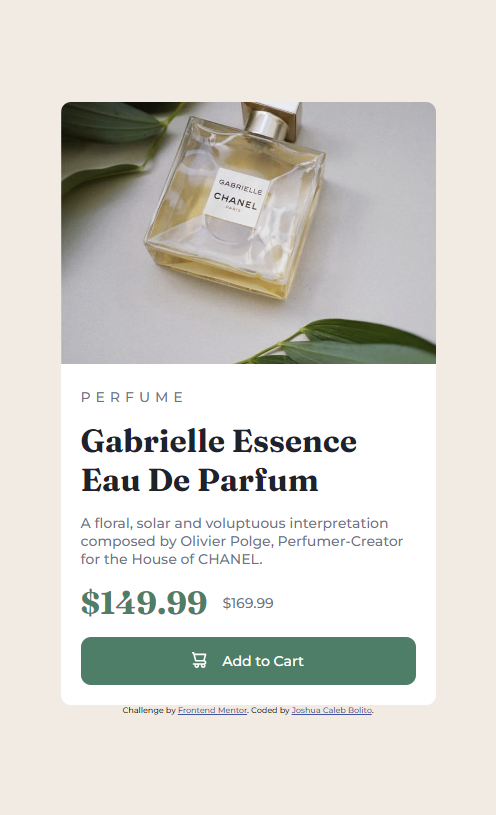 GABRIELLE
CHANEL
PARIS
PERFUME
Gabrielle Essence
Eau De Parfum
A floral, solar and voluptuous interpretation
composed by Olivier Polge, Perfumer-Creator
for the House of CHANEL.
$149.99 $169.99
Add to Cart
Challenge by Frontend Mentor. Coded by Joshua Caleb Bolito.